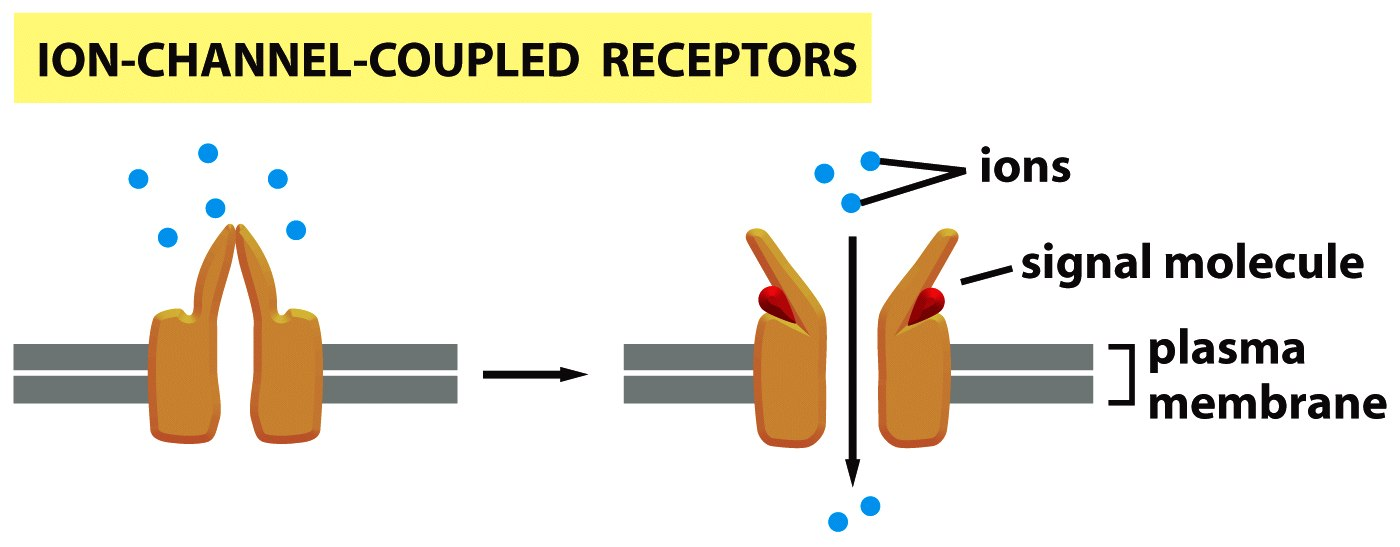 ION-CHANNEL-COUPLED RECEPTORS
ions
signal molecule
plasma
membrane